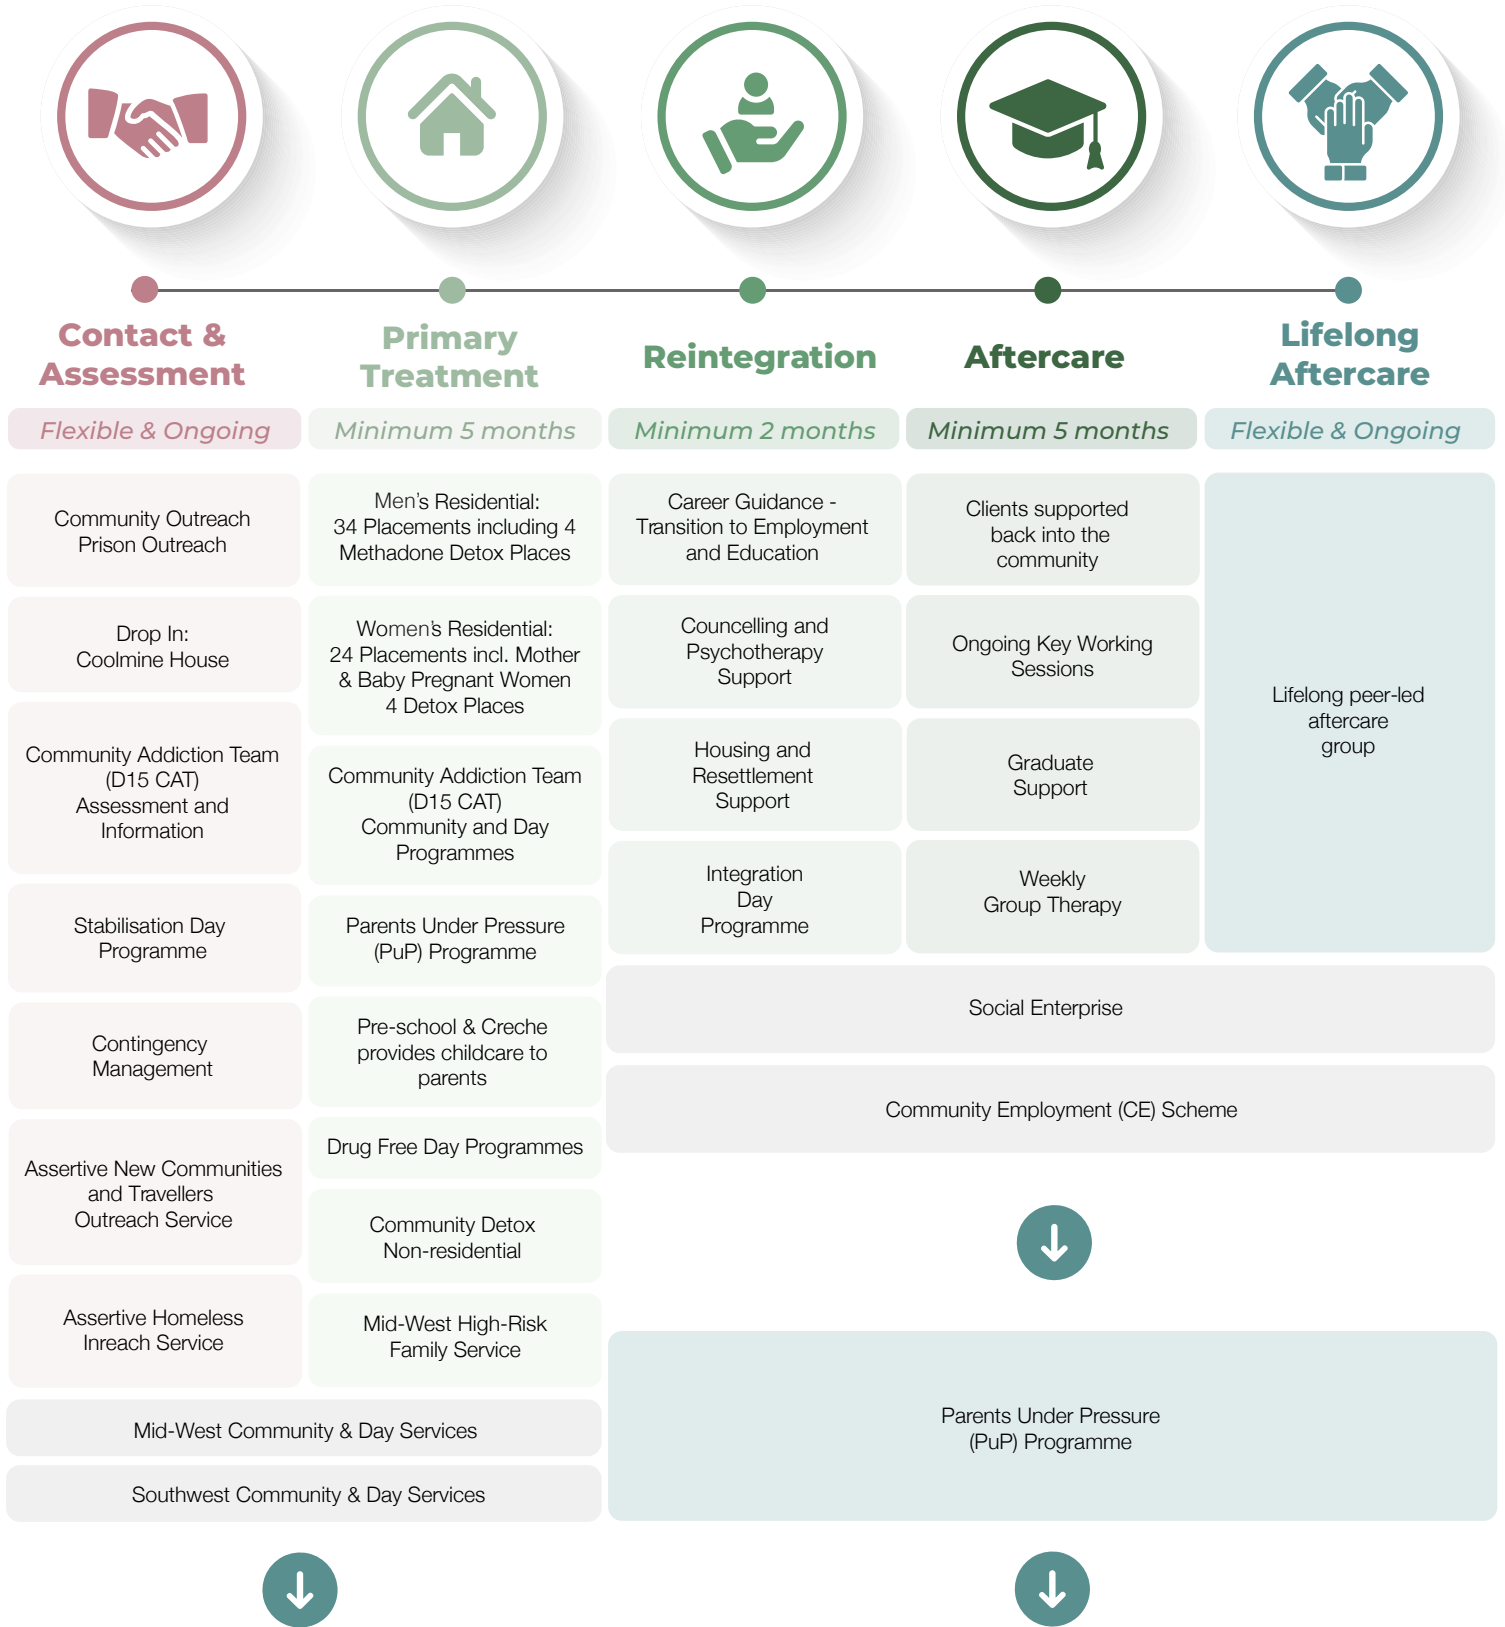 Contact &
Assessment
Flexible & Ongoing
Community Outreach
Prison Outreach
Drop In:
Coolmine House
Community Addiction Team
(D15 CAT)
Assessment and
Information
Stabilisation Day
Programme
Contingency
Management
Assertive New Communities
and Travellers
Outreach Service
Assertive Homeless
Inreach Service
Primary
Treatment
Minimum 5 months
Men's Residential:
34 Placements including 4
Methadone Detox Places
Women's Residential:
24 Placements incl. Mother
& Baby Pregnant Women
4 Detox Places
Community Addiction Team
(D15 CAT)
Community and Day
Programmes
Parents Under Pressure
(PuP) Programme
Pre-school & Creche
provides childcare to
parents
Drug Free Day Programmes
Community Detox
Non-residential
Mid-West High-Risk
Family Service
Mid-West Community & Day Services
Southwest Community & Day Services
Reintegration
Minimum 2 months
Career Guidance -
Transition to Employment
and Education
Councelling and
Psychotherapy
Support
Housing and
Resettlement
Support
Integration
Day
Programme
Aftercare
Minimum 5 months
Clients supported
back into the
community
Ongoing Key Working
Sessions
Graduate
Support
Weekly
Group Therapy
Lifelong
Aftercare
Flexible & Ongoing
Lifelong peer-led
aftercare
group
Social Enterprise
Community Employment (CE) Scheme
Parents Under Pressure
(PuP) Programme